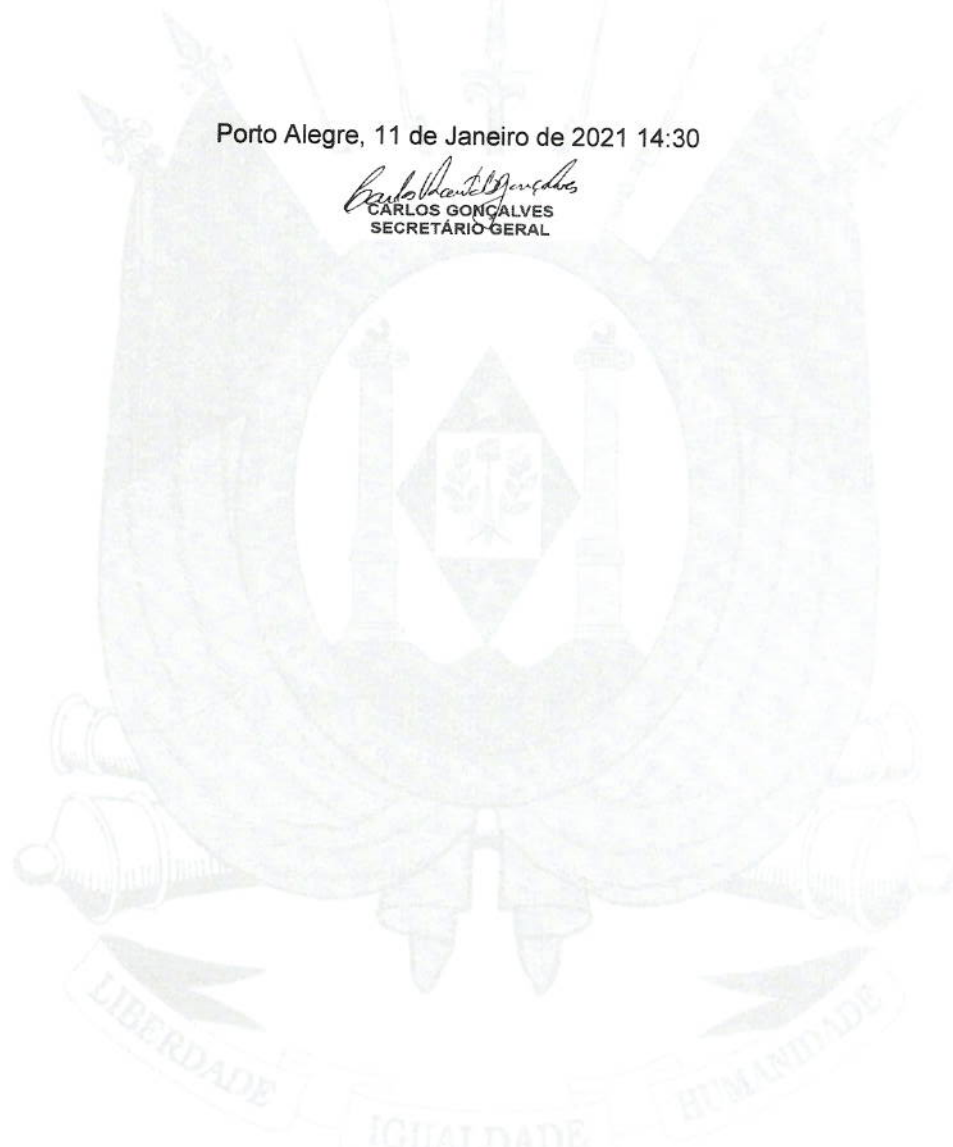 Porto Alegre, 11 de Janeiro de 2021 14:30
CARLOS GONÇALVES
SECRETÁRIO GERAL
LIBERDADE
IGUALDADE
HUMANIDADE